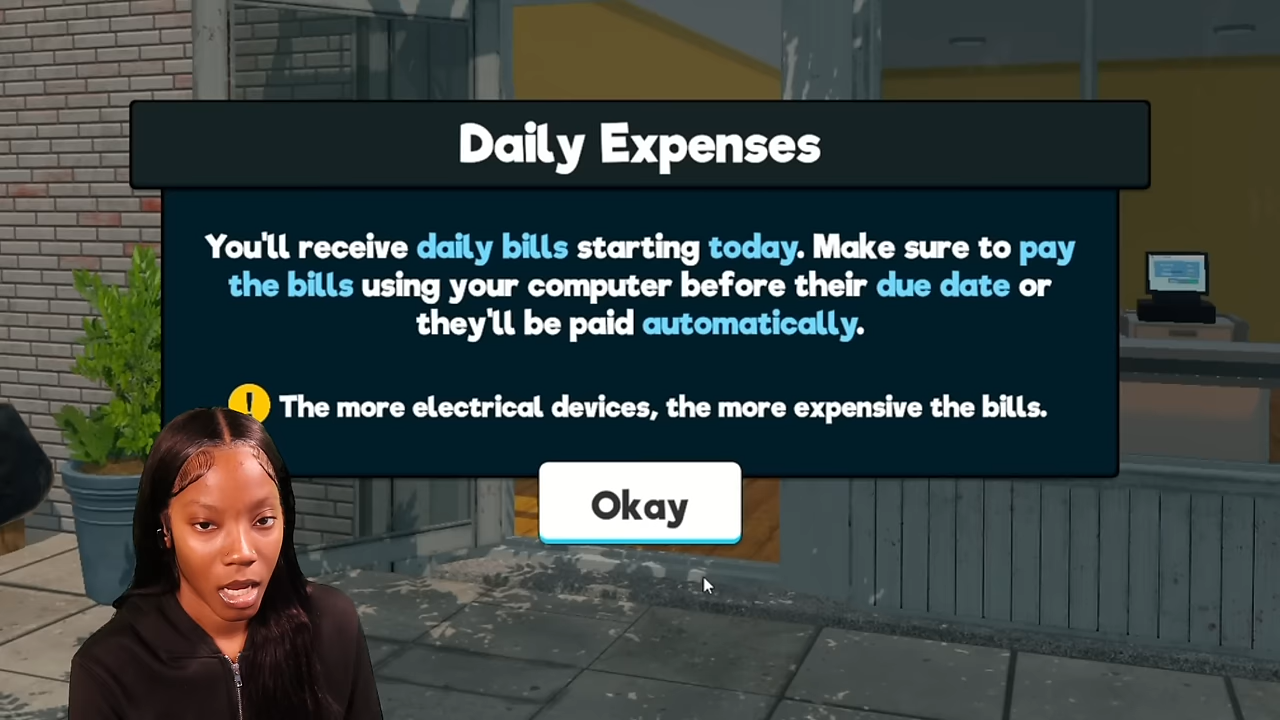 Daily Expenses
You'll receive daily bills starting today. Make sure to pay
the bills using your computer before their due date or
they'll be paid automatically.
! The more electrical devices, the more expensive the bills.
Okay